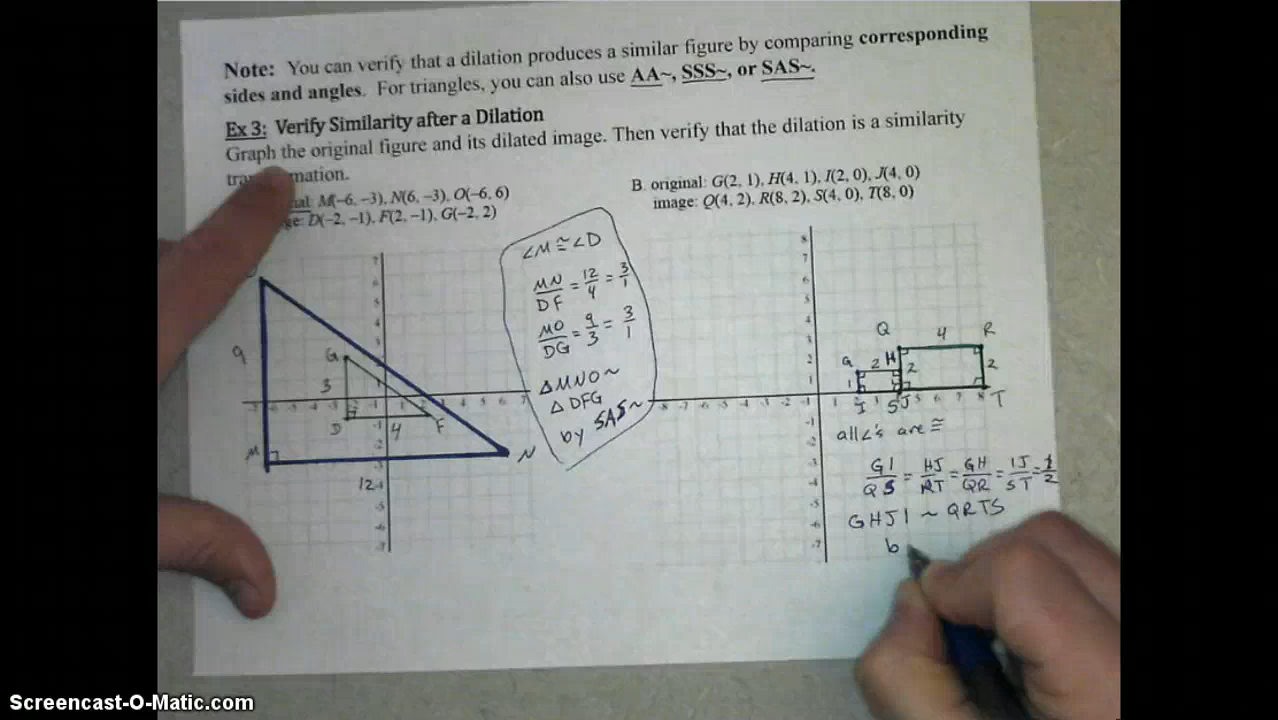 Note: You can verify that a dilation produces a similar figure by comparing corresponding
sides and angles. For triangles, you can also use AA~, SSS~, or SAS~.
Ex 3: Verify Similarity after a Dilation
Graph the original figure and its dilated image. Then verify that the dilation is a similarity
M(-6, -3), N(6, -3), O(-6, 6)
D(-2, -1), F(2, -1), G(-2, 2)
B. original: G(2, 1), H(4, 1), I(2, 0), J(4, 0)
image: Q(4, 2), R(8, 2), S(4, 0), T(8, 0)
9
G
3
D
4
F
M
N
12
∠M ≅ ∠D
MN/DF = 12/4 = 3/1
MO/DG = 9/3 = 3/1
△MNO ~
△DFG
by SAS~
Q 4 R
G 2 H 2 2
1
I S J T
all ∠'s are ≅
GI/QS = HJ/RT = GH/QR = IJ/ST = 1/2
GHJI ~ QRTS
b
Screencast-O-Matic.com